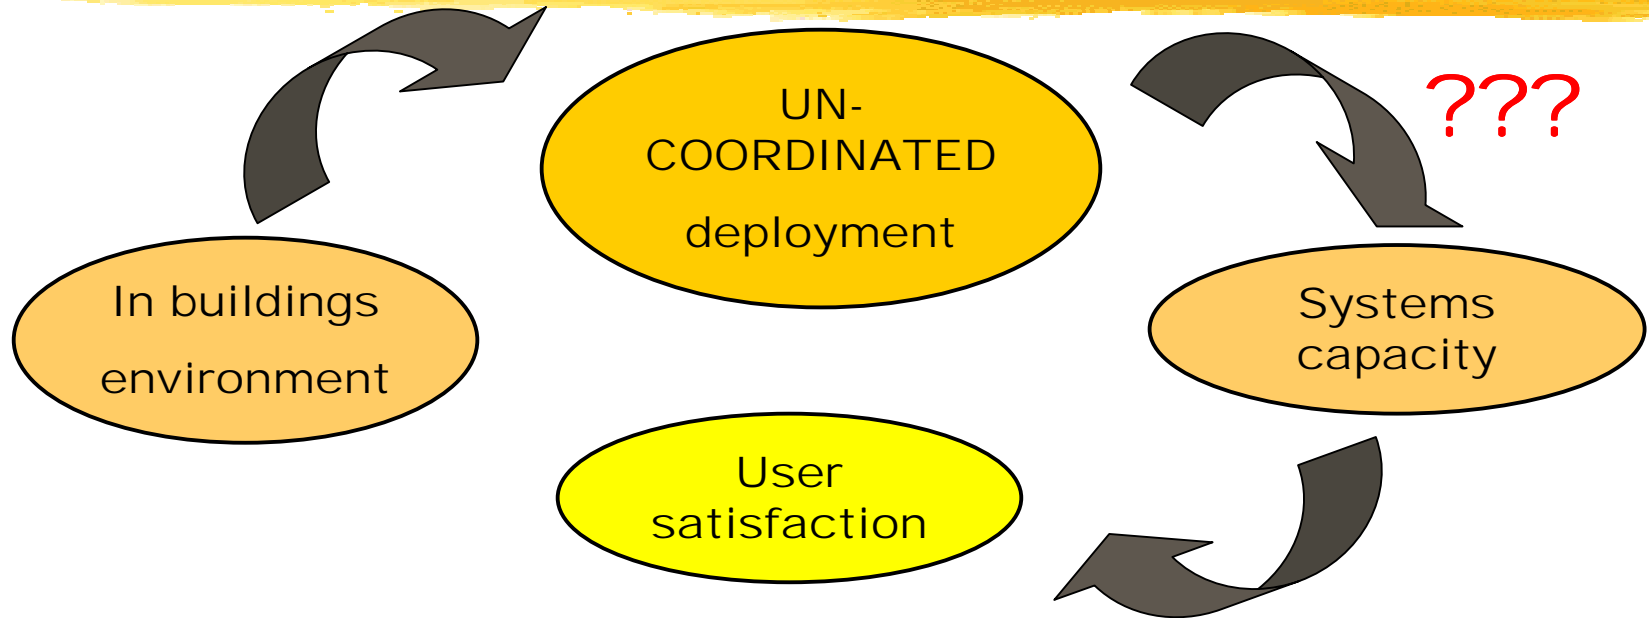 UN-
COORDINATED
deployment
???
In buildings
environment
Systems
capacity
User
satisfaction